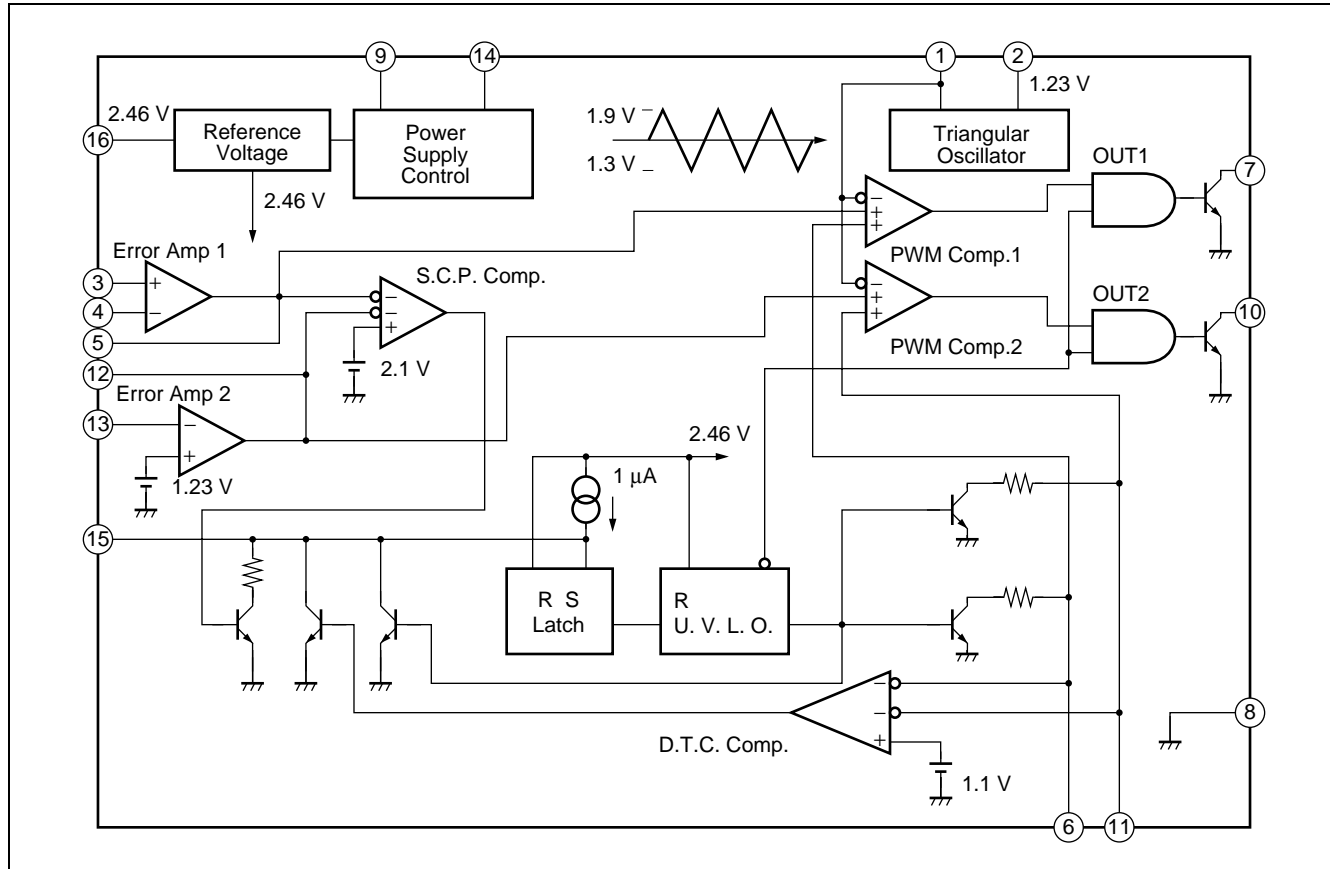 9
14
1
2
1.23 V
2.46 V
16
Reference
Voltage
Power
Supply
Control
1.9 V
1.3 V
Triangular
Oscillator
OUT1
7
2.46 V
Error Amp 1
3
+
4
−
5
S.C.P. Comp.
−
−
+
2.1 V
−
+
+
PWM Comp.1
−
+
+
PWM Comp.2
OUT2
10
12
Error Amp 2
13
−
+
1.23 V
2.46 V
1 μA
15
R S
Latch
R
U. V. L. O.
−
−
+
D.T.C. Comp.
1.1 V
8
6
11